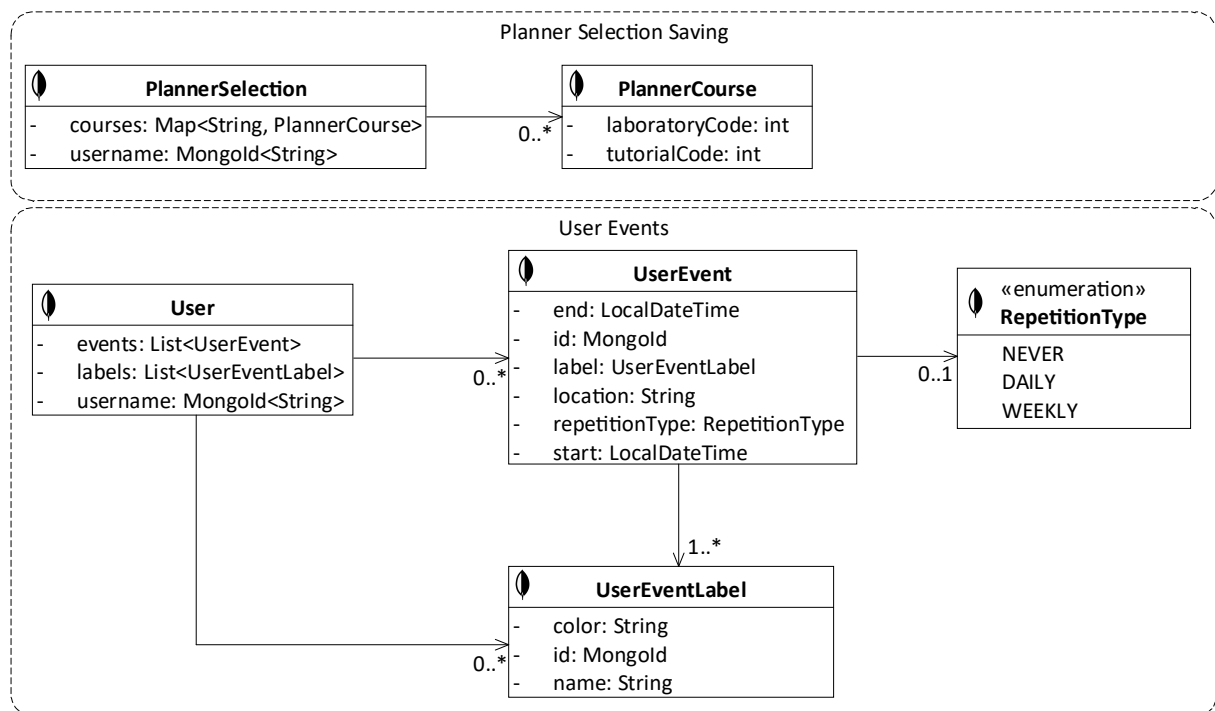 Planner Selection Saving
PlannerSelection
- courses: Map<String, PlannerCourse>
- username: MongoId<String>
0..*
PlannerCourse
- laboratoryCode: int
- tutorialCode: int
User Events
User
- events: List<UserEvent>
- labels: List<UserEventLabel>
- username: MongoId<String>
0..*
UserEvent
- end: LocalDateTime
- id: MongoId
- label: UserEventLabel
- location: String
- repetitionType: RepetitionType
- start: LocalDateTime
0..1
«enumeration»
RepetitionType
NEVER
DAILY
WEEKLY
1..*
0..*
UserEventLabel
- color: String
- id: MongoId
- name: String